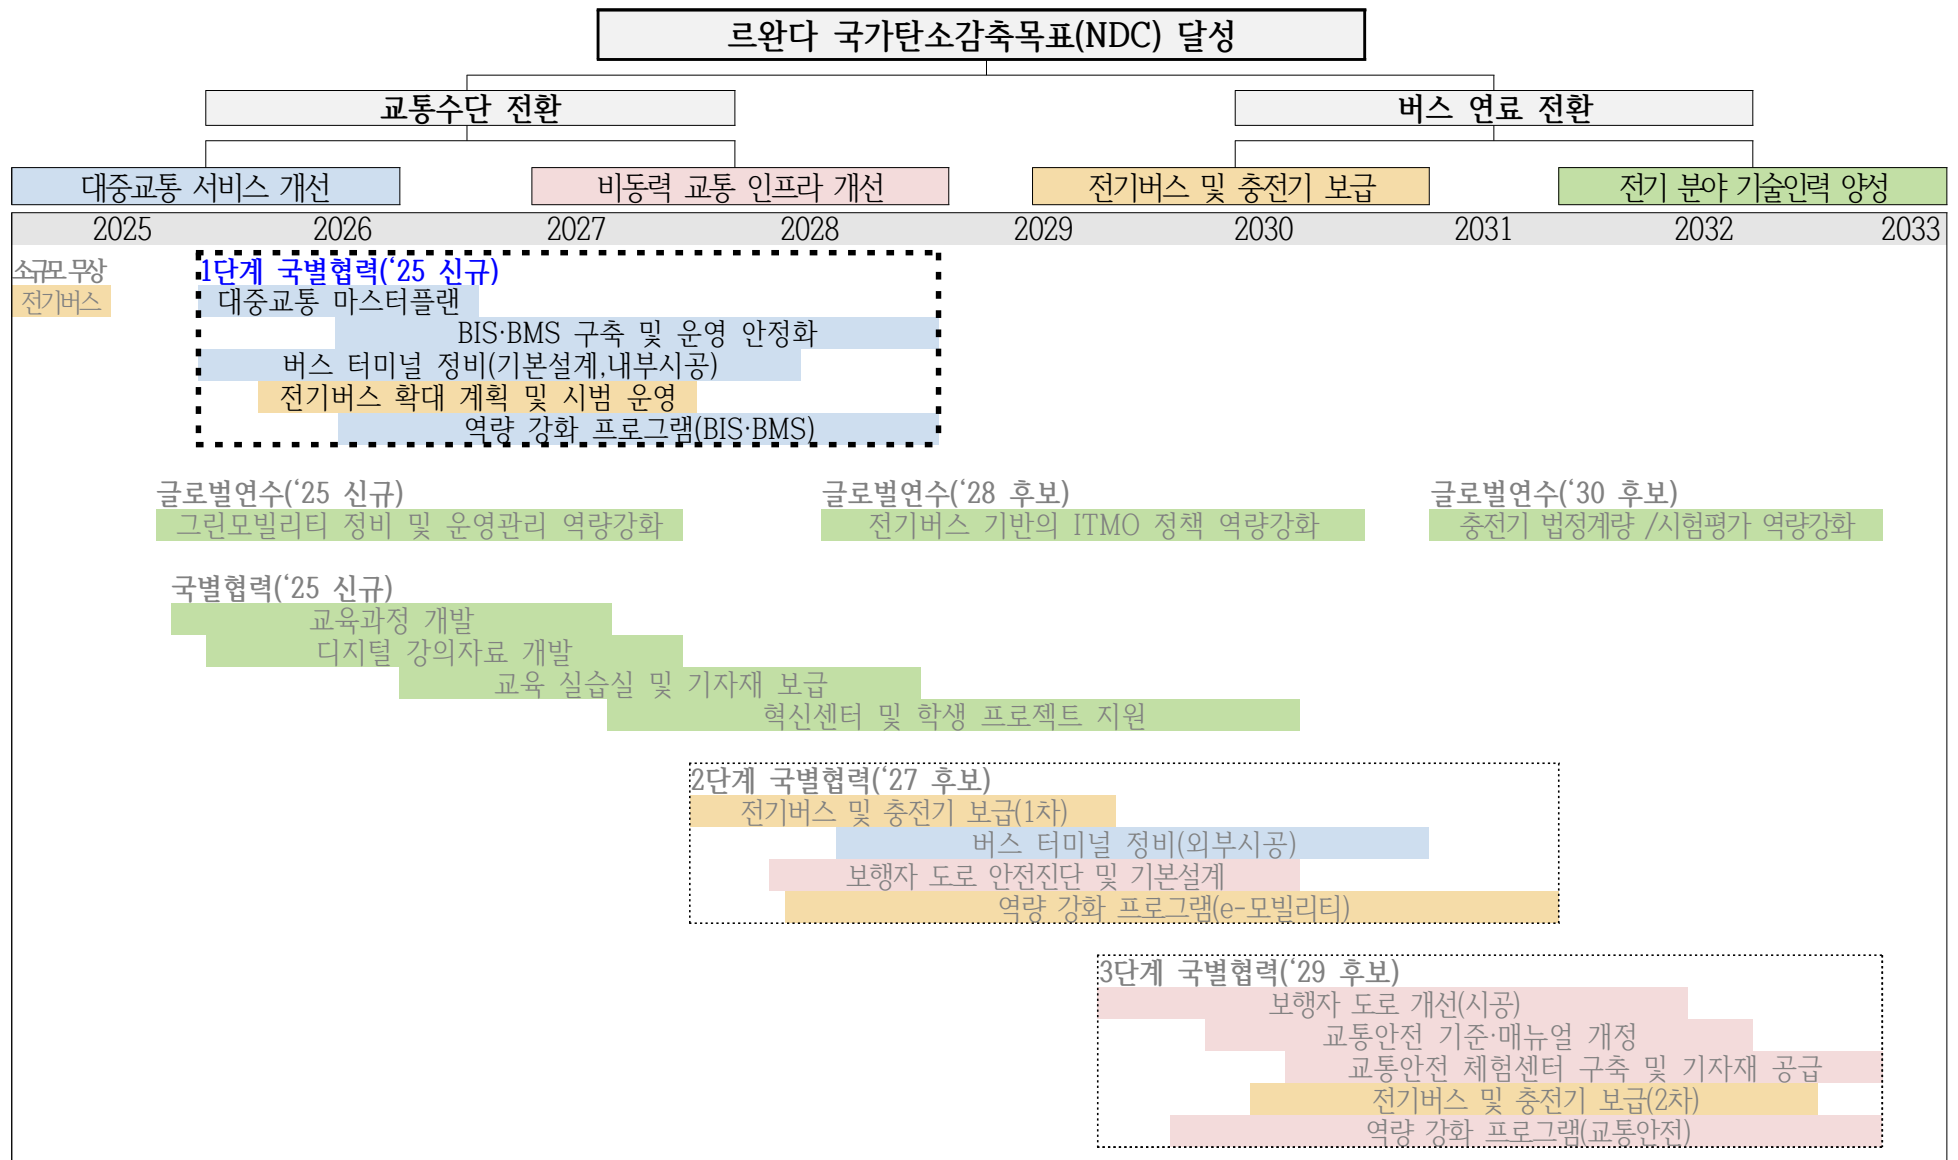 르완다 국가탄소감축목표(NDC) 달성
교통수단 전환
버스 연료 전환
대중교통 서비스 개선
비동력 교통 인프라 개선
전기버스 및 충전기 보급
전기 분야 기술인력 양성
2025 2026 2027 2028 2029 2030 2031 2032 2033
소규모 무상
전기버스
1단계 국별협력(‘25 신규)
대중교통 마스터플랜
BIS·BMS 구축 및 운영 안정화
버스 터미널 정비(기본설계,내부시공)
전기버스 확대 계획 및 시범 운영
역량 강화 프로그램(BIS·BMS)
글로벌연수(‘25 신규)
그린모빌리티 정비 및 운영관리 역량강화
글로벌연수(‘28 후보)
전기버스 기반의 ITMO 정책 역량강화
글로벌연수(‘30 후보)
충전기 법정계량 /시험평가 역량강화
국별협력(‘25 신규)
교육과정 개발
디지털 강의자료 개발
교육 실습실 및 기자재 보급
혁신센터 및 학생 프로젝트 지원
2단계 국별협력(‘27 후보)
전기버스 및 충전기 보급(1차)
버스 터미널 정비(외부시공)
보행자 도로 안전진단 및 기본설계
역량 강화 프로그램(e-모빌리티)
3단계 국별협력(‘29 후보)
보행자 도로 개선(시공)
교통안전 기준·매뉴얼 개정
교통안전 체험센터 구축 및 기자재 공급
전기버스 및 충전기 보급(2차)
역량 강화 프로그램(교통안전)